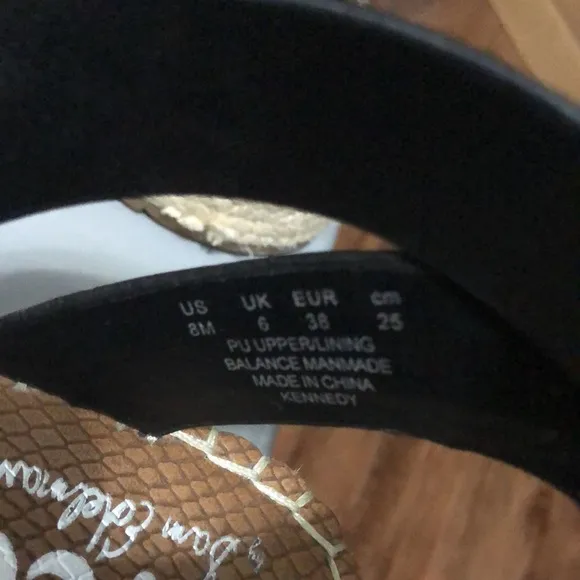 US UK EUR cm
8M 6 38 25
PU UPPER/LINING
BALANCE MANMADE
MADE IN CHINA
KENNEDY
Sam Edelman